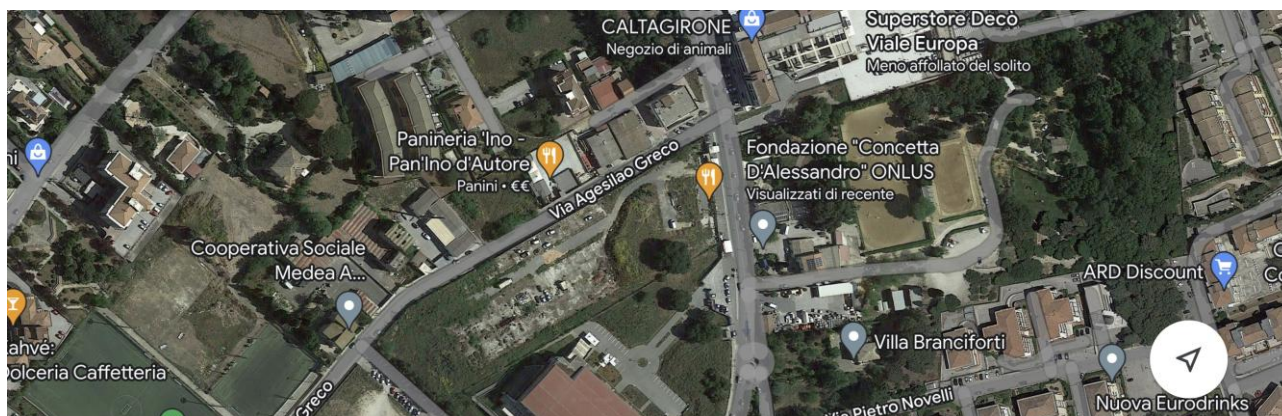 CALTAGIRONE
Negozio di animali
Superstore Decò
Viale Europa
Meno affollato del solito
Panineria 'Ino -
Pan'Ino d'Autore
Panini • €€
Via Agesilao Greco
Fondazione "Concetta
D'Alessandro" ONLUS
Visualizzati di recente
Cooperativa Sociale
Medea A...
ARD Discount
Villa Branciforti
Dolceria Caffetteria
Greco
Via Pietro Novelli
Nuova Eurodrinks